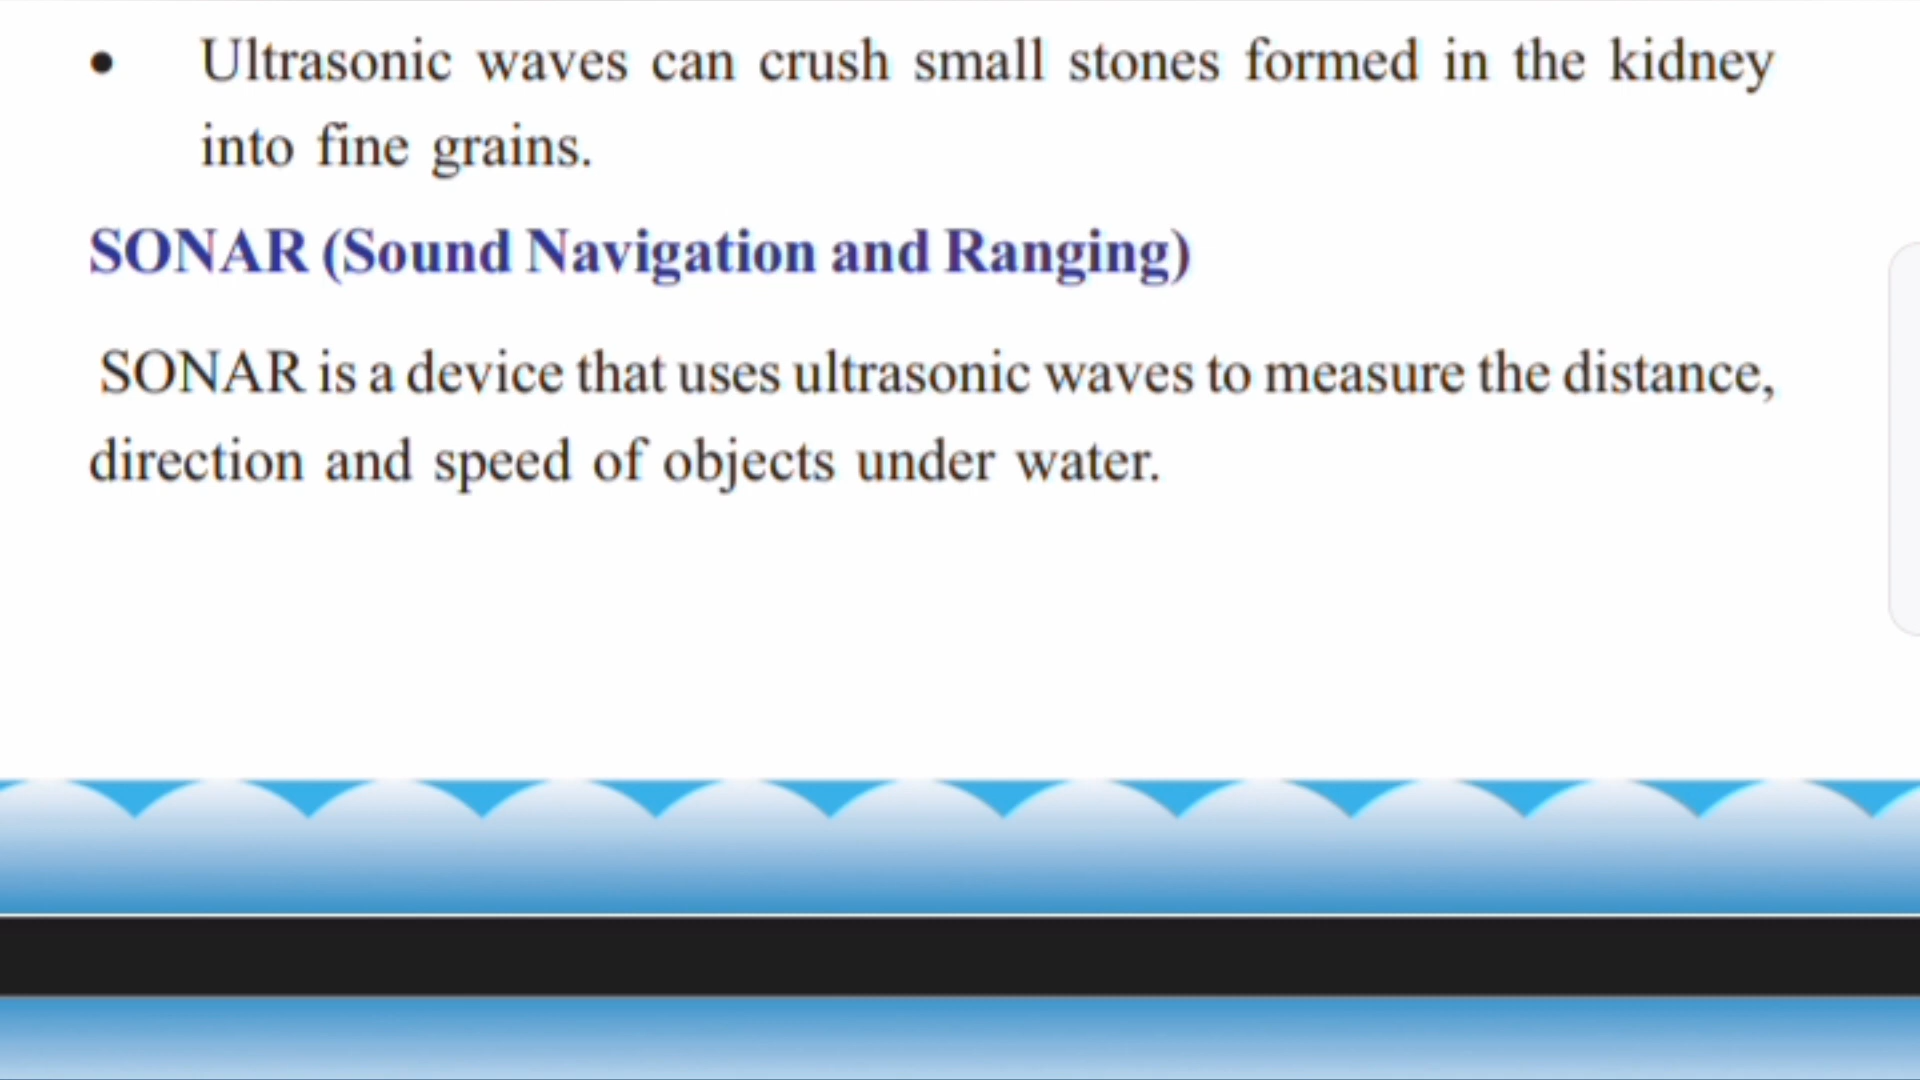 • Ultrasonic waves can crush small stones formed in the kidney
into fine grains.
SONAR (Sound Navigation and Ranging)
SONAR is a device that uses ultrasonic waves to measure the distance,
direction and speed of objects under water.